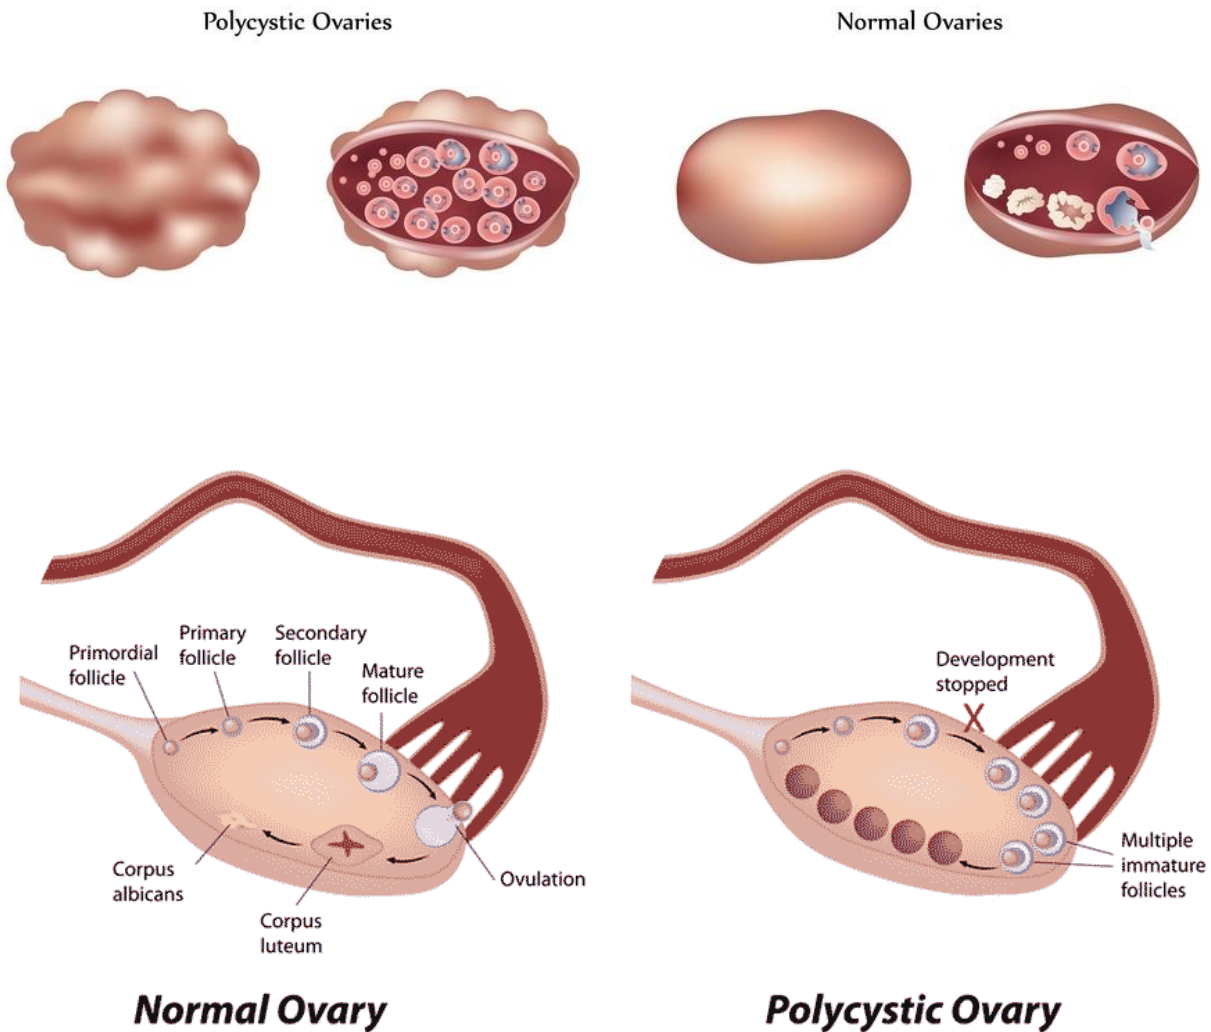 Polycystic Ovaries
Normal Ovaries
Primordial
follicle
Primary
follicle
Secondary
follicle
Mature
follicle
Ovulation
Corpus
luteum
Corpus
albicans
Normal Ovary
Development
stopped
X
Multiple
immature
follicles
Polycystic Ovary